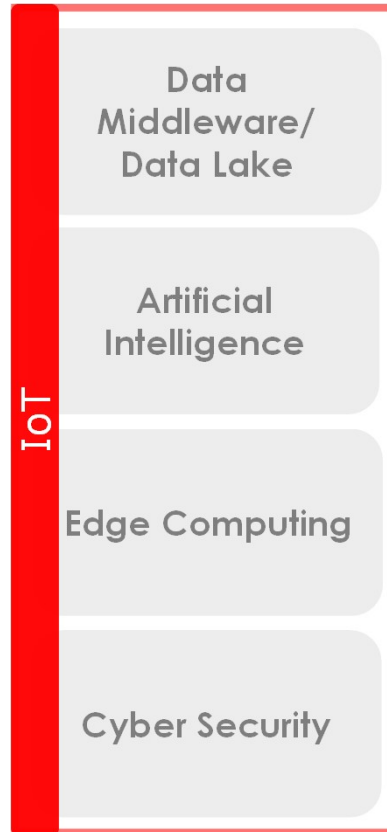 IoT
Data
Middleware/
Data Lake
Artificial
Intelligence
Edge Computing
Cyber Security